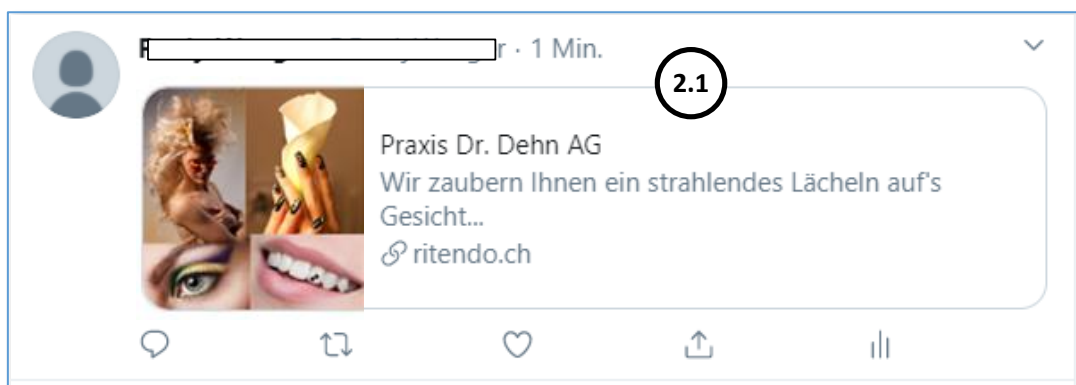 r · 1 Min.
2.1
Praxis Dr. Dehn AG
Wir zaubern Ihnen ein strahlendes Lächeln auf's
Gesicht...
ritendo.ch